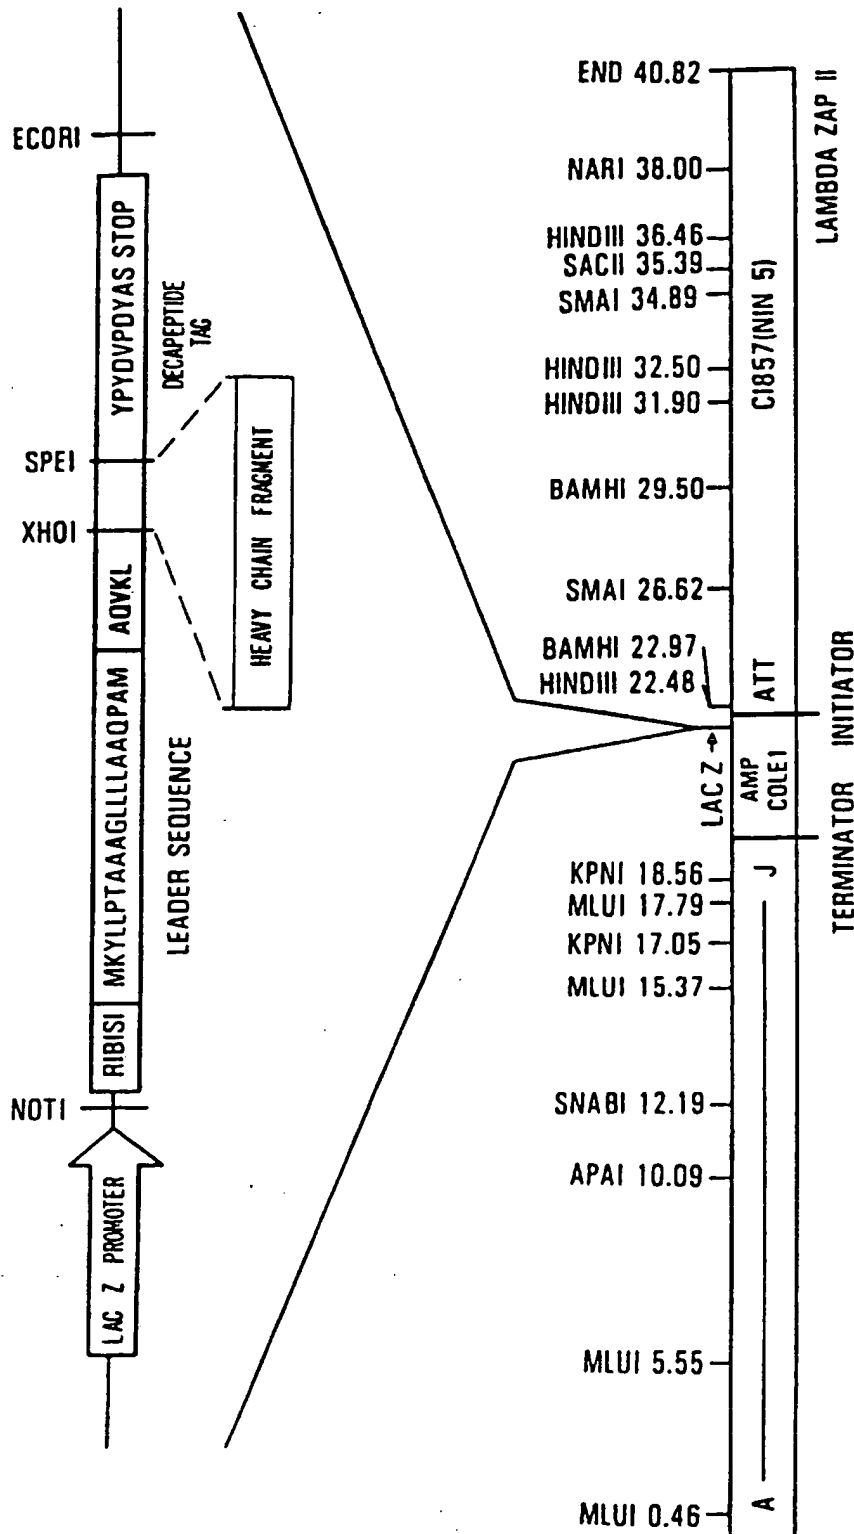 ECORI
YPYDVPDYAS STOP
DECAPEPTIDE
TAG
SPEI
XHOI
HEAVY CHAIN FRAGMENT
AQVKL
MKYLLPTAAAGLLLLAAQPAM
LEADER SEQUENCE
RIBISI
NOTI
LAC Z PROMOTER
END 40.82
NARI 38.00
HINDIII 36.46
SACII 35.39
SMAI 34.89
HINDIII 32.50
HINDIII 31.90
BAMHI 29.50
SMAI 26.62
BAMHI 22.97
HINDIII 22.48
LAC Z
KPNI 18.56
MLUI 17.79
KPNI 17.05
MLUI 15.37
SNABI 12.19
APAI 10.09
MLUI 5.55
MLUI 0.46
CI857(NIN 5)
ATT
AMP
COLE1
J
A
LAMBDA ZAP II
INITIATOR
TERMINATOR